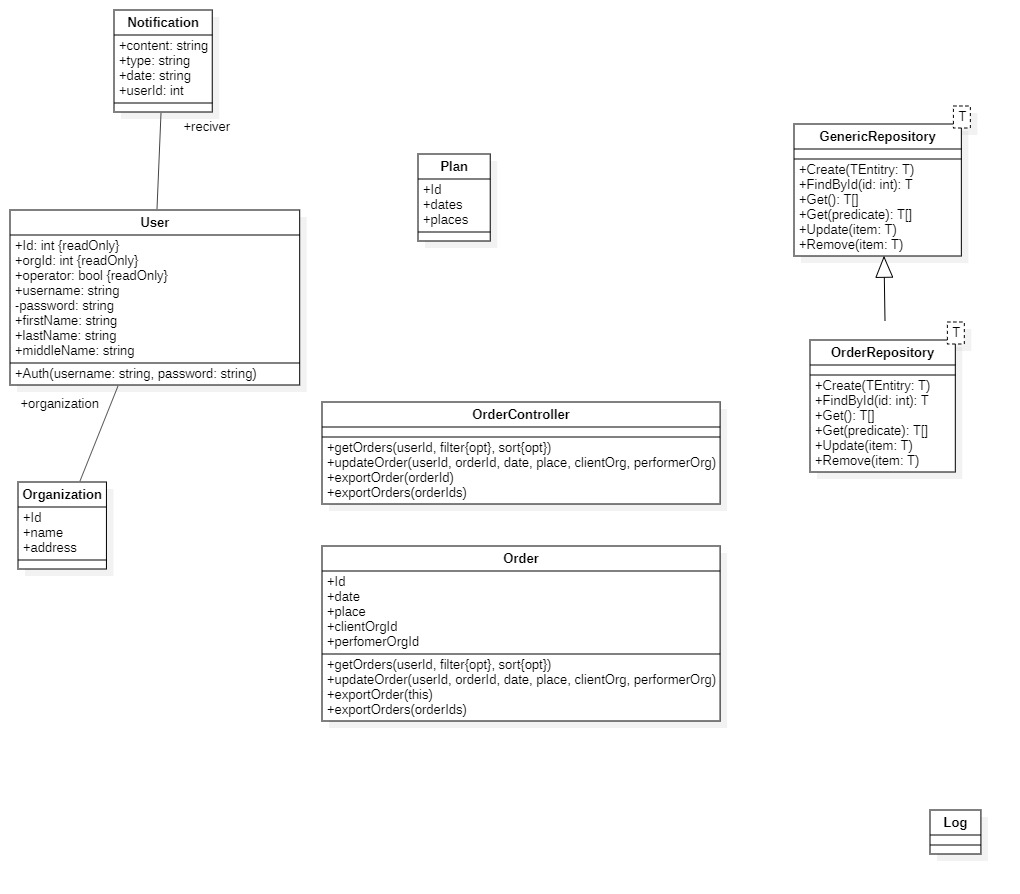 Notification
+content: string
+type: string
+date: string
+userId: int
+reciver
User
+Id: int {readOnly}
+orgId: int {readOnly}
+operator: bool {readOnly}
+username: string
-password: string
+firstName: string
+lastName: string
+middleName: string
+Auth(username: string, password: string)
+organization
Organization
+Id
+name
+address
Plan
+Id
+dates
+places
OrderController
+getOrders(userId, filter{opt}, sort{opt})
+updateOrder(userId, orderId, date, place, clientOrg, performerOrg)
+exportOrder(orderId)
+exportOrders(orderIds)
Order
+Id
+date
+place
+clientOrgId
+perfomerOrgId
+getOrders(userId, filter{opt}, sort{opt})
+updateOrder(userId, orderId, date, place, clientOrg, performerOrg)
+exportOrder(this)
+exportOrders(orderIds)
T
GenericRepository
+Create(TEntitry: T)
+FindById(id: int): T
+Get(): T[]
+Get(predicate): T[]
+Update(item: T)
+Remove(item: T)
T
OrderRepository
+Create(TEntitry: T)
+FindById(id: int): T
+Get(): T[]
+Get(predicate): T[]
+Update(item: T)
+Remove(item: T)
Log